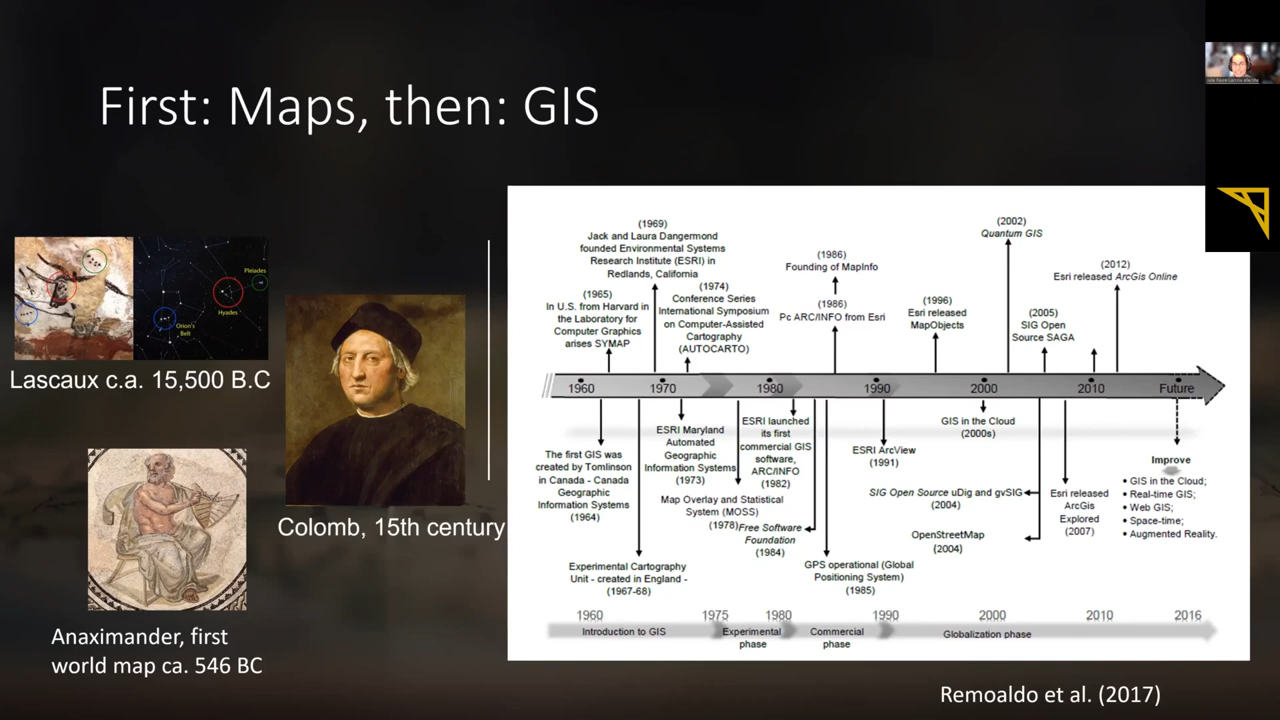 First: Maps, then: GIS
Pleiades
Hyades
Orion's
Belt
Lascaux c.a. 15,500 B.C
Colomb, 15th century
Anaximander, first
world map ca. 546 BC
(1969)
Jack and Laura Dangermond
founded Environmental Systems
Research Institute (ESRI) in
Redlands, California
(1965)
In U.S. from Harvard in
the Laboratory for
Computer Graphics
arises SYMAP
(1974)
Conference Series
International Symposium
on Computer-Assisted
Cartography
(AUTOCARTO)
(1986)
Founding of MapInfo
(1986)
Pc ARC/INFO from Esri
(1996)
Esri released
MapObjects
(2002)
Quantum GIS
(2005)
SIG Open
Source SAGA
(2012)
Esri released ArcGis Online
1960 1970 1980 1990 2000 2010 Future
The first GIS was
created by Tomlinson
in Canada - Canada
Geographic
Information Systems
(1964)
Experimental Cartography
Unit - created in England -
(1967-68)
ESRI Maryland
Automated
Geographic
Information Systems
(1973)
Map Overlay and Statistical
System (MOSS)
(1978)
ESRI launched
its first
commercial GIS
software,
ARC/INFO
(1982)
Free Software
Foundation
(1984)
GPS operational (Global
Positioning System)
(1985)
ESRI ArcView
(1991)
GIS in the Cloud
(2000s)
SIG Open Source uDig and gvSIG
(2004)
OpenStreetMap
(2004)
Esri released
ArcGis
Explored
(2007)
Improve
• GIS in the Cloud;
• Real-time GIS;
• Web GIS;
• Space-time;
• Augmented Reality.
1960 1975 1980 1990 2000 2010 2016
Introduction to GIS
Experimental
phase
Commercial
phase
Globalization phase
Remoaldo et al. (2017)